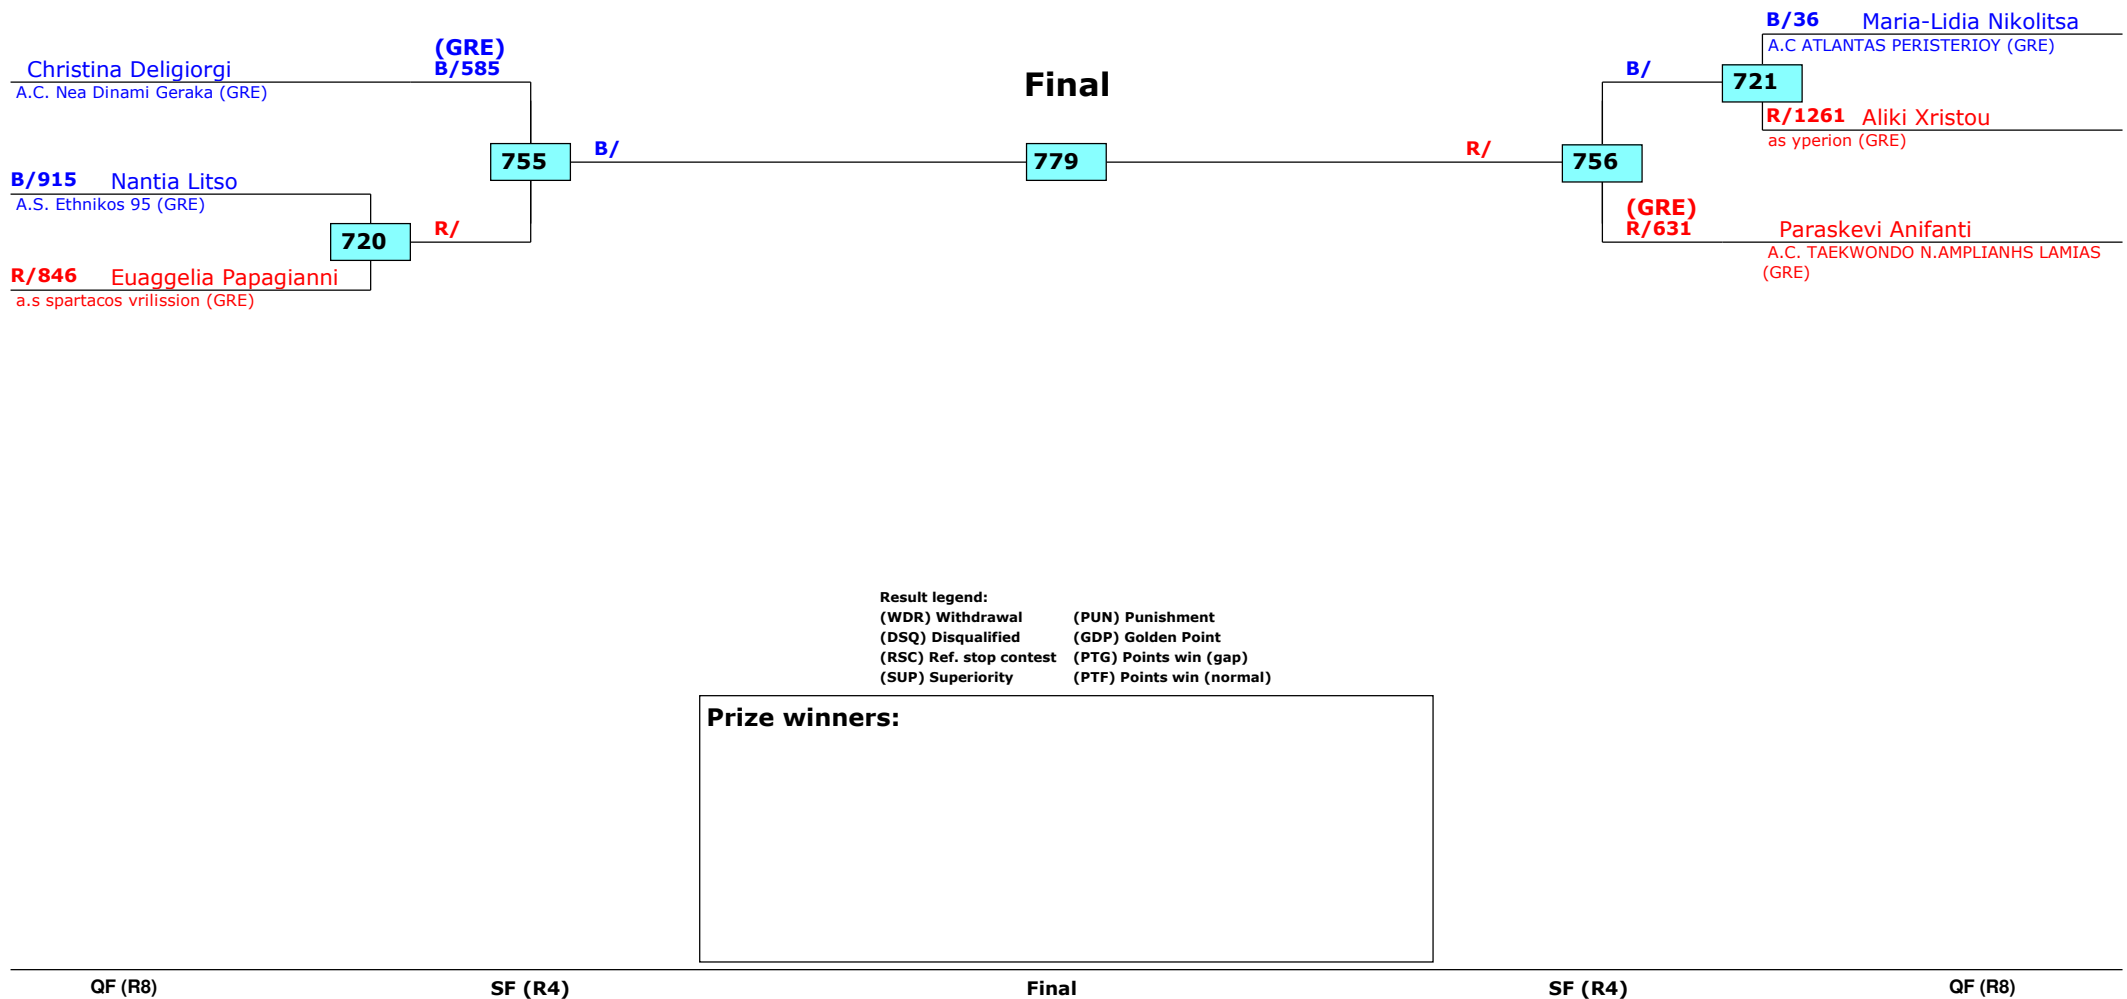 Christina Deligiorgi
A.C. Nea Dinami Geraka (GRE)
(GRE)
B/585
B/915 Nantia Litso
A.S. Ethnikos 95 (GRE)
720
R/
R/846 Euaggelia Papagianni
a.s spartacos vrilission (GRE)
755
B/
Final
779
R/
756
B/
721
B/36 Maria-Lidia Nikolitsa
A.C ATLANTAS PERISTERIOY (GRE)
R/1261 Aliki Xristou
as yperion (GRE)
(GRE)
R/631
Paraskevi Anifanti
A.C. TAEKWONDO N.AMPLIANHS LAMIAS
(GRE)
Result legend:
(WDR) Withdrawal (PUN) Punishment
(DSQ) Disqualified (GDP) Golden Point
(RSC) Ref. stop contest (PTG) Points win (gap)
(SUP) Superiority (PTF) Points win (normal)
Prize winners:
QF (R8) SF (R4) Final SF (R4) QF (R8)